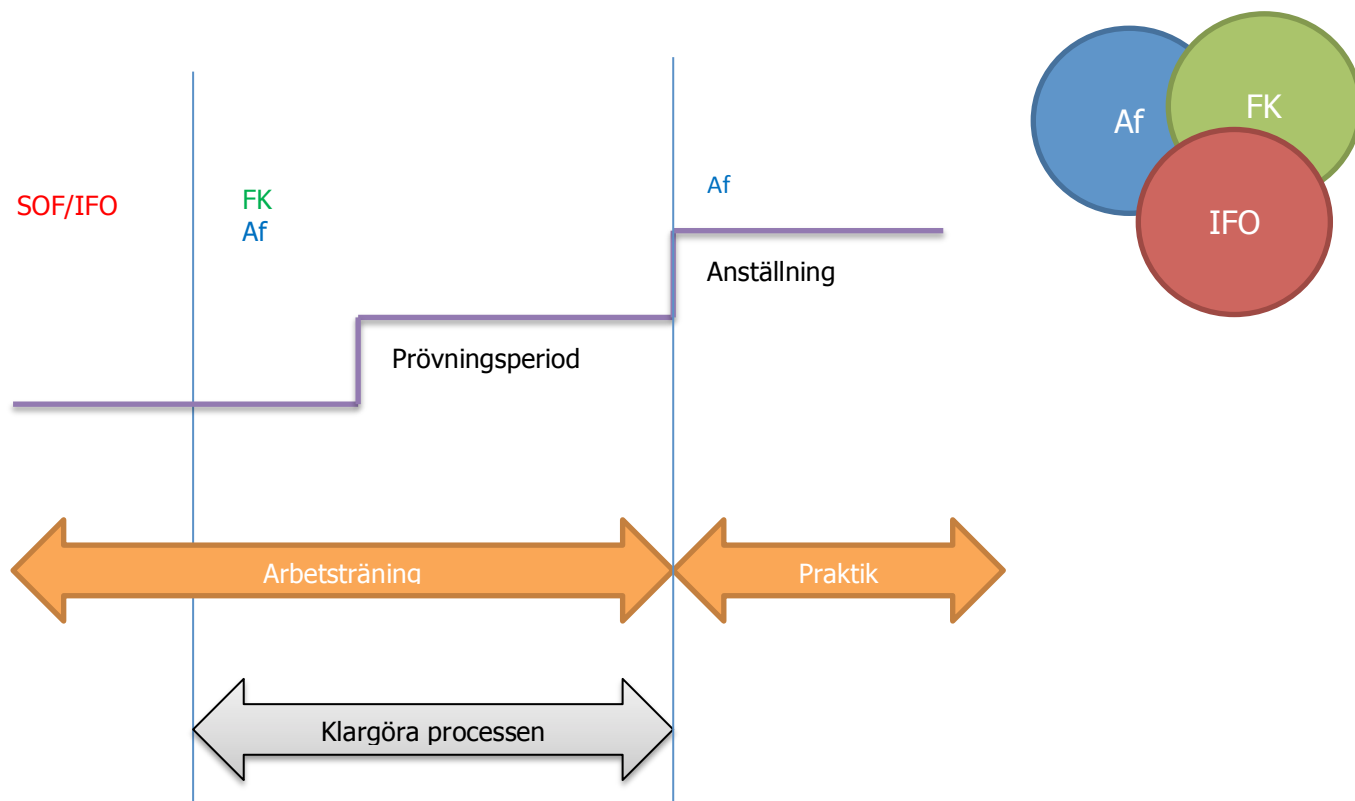 Af
FK
IFO
SOF/IFO
FK
Af
Af
Anställning
Prövningsperiod
Arbetsträning
Praktik
Klargöra processen